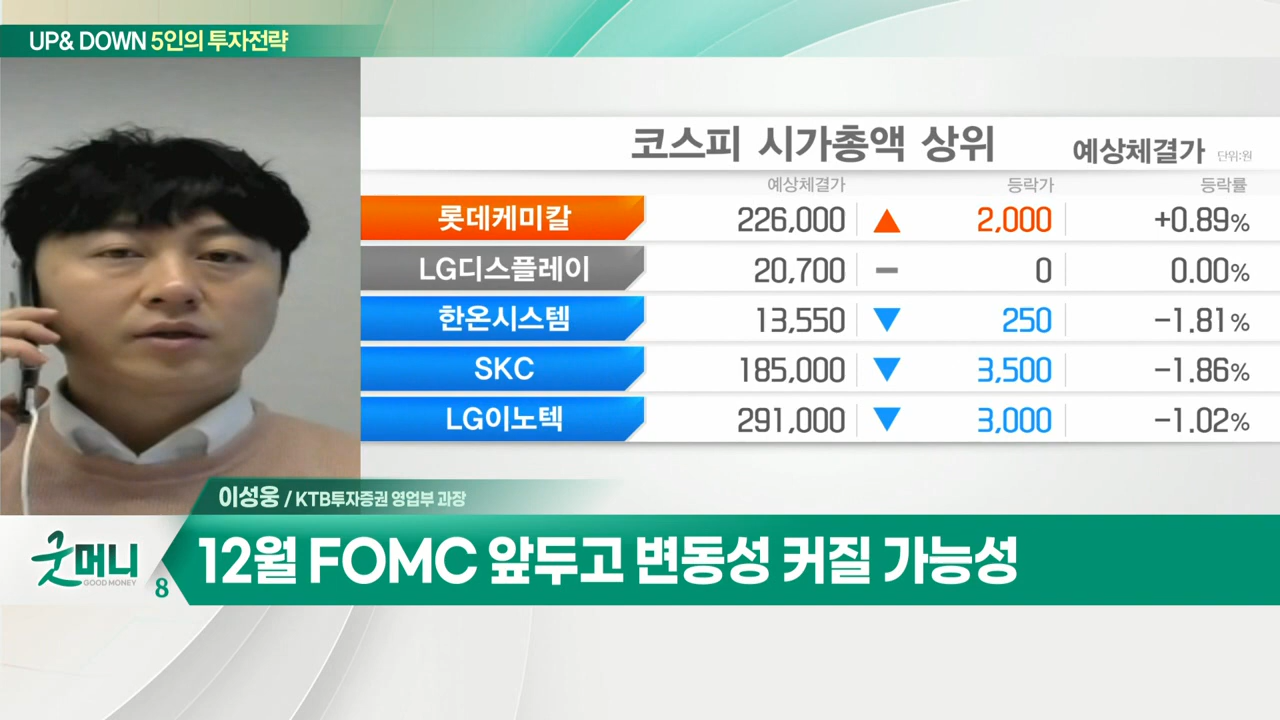 UP& DOWN 5인의 투자전략
코스피 시가총액 상위
예상체결가 단위:원
예상체결가 등락가 등락률
롯데케미칼 226,000 ▲ 2,000 +0.89%
LG디스플레이 20,700 - 0 0.00%
한온시스템 13,550 ▼ 250 -1.81%
SKC 185,000 ▼ 3,500 -1.86%
LG이노텍 291,000 ▼ 3,000 -1.02%
이성웅 / KTB투자증권 영업부 과장
굿머니
GOOD MONEY
8
12월 FOMC 앞두고 변동성 커질 가능성